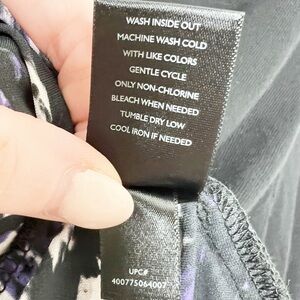 WASH INSIDE OUT
MACHINE WASH COLD
WITH LIKE COLORS
GENTLE CYCLE
ONLY NON-CHLORINE
BLEACH WHEN NEEDED
TUMBLE DRY LOW
COOL IRON IF NEEDED
UPC#
400775064007